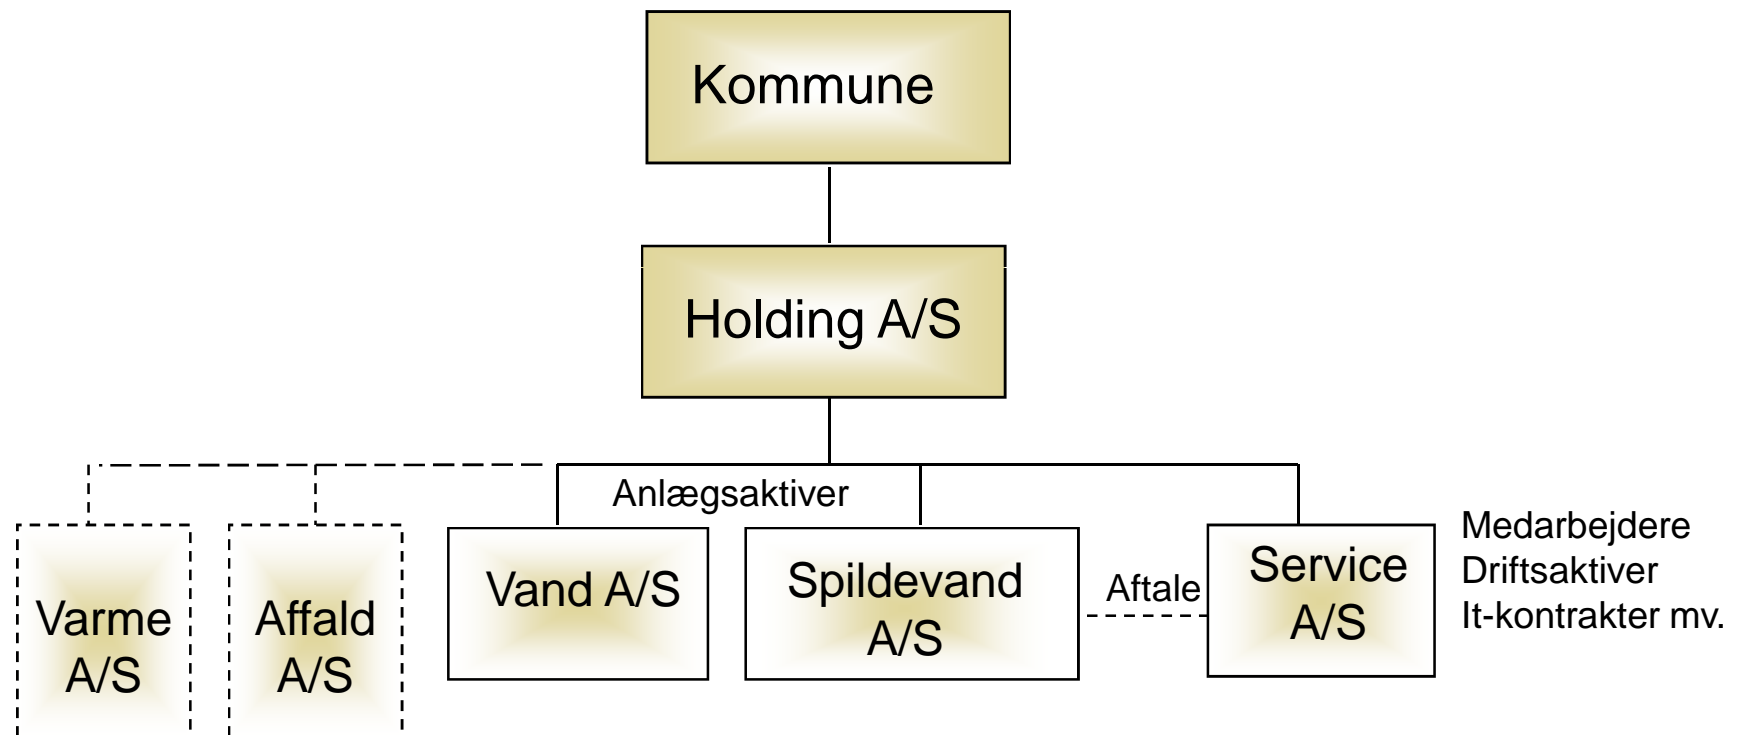 Kommune
Holding A/S
Anlægsaktiver
Varme
A/S
Affald
A/S
Vand A/S
Spildevand
A/S
Aftale
Service
A/S
Medarbejdere
Driftsaktiver
It-kontrakter mv.